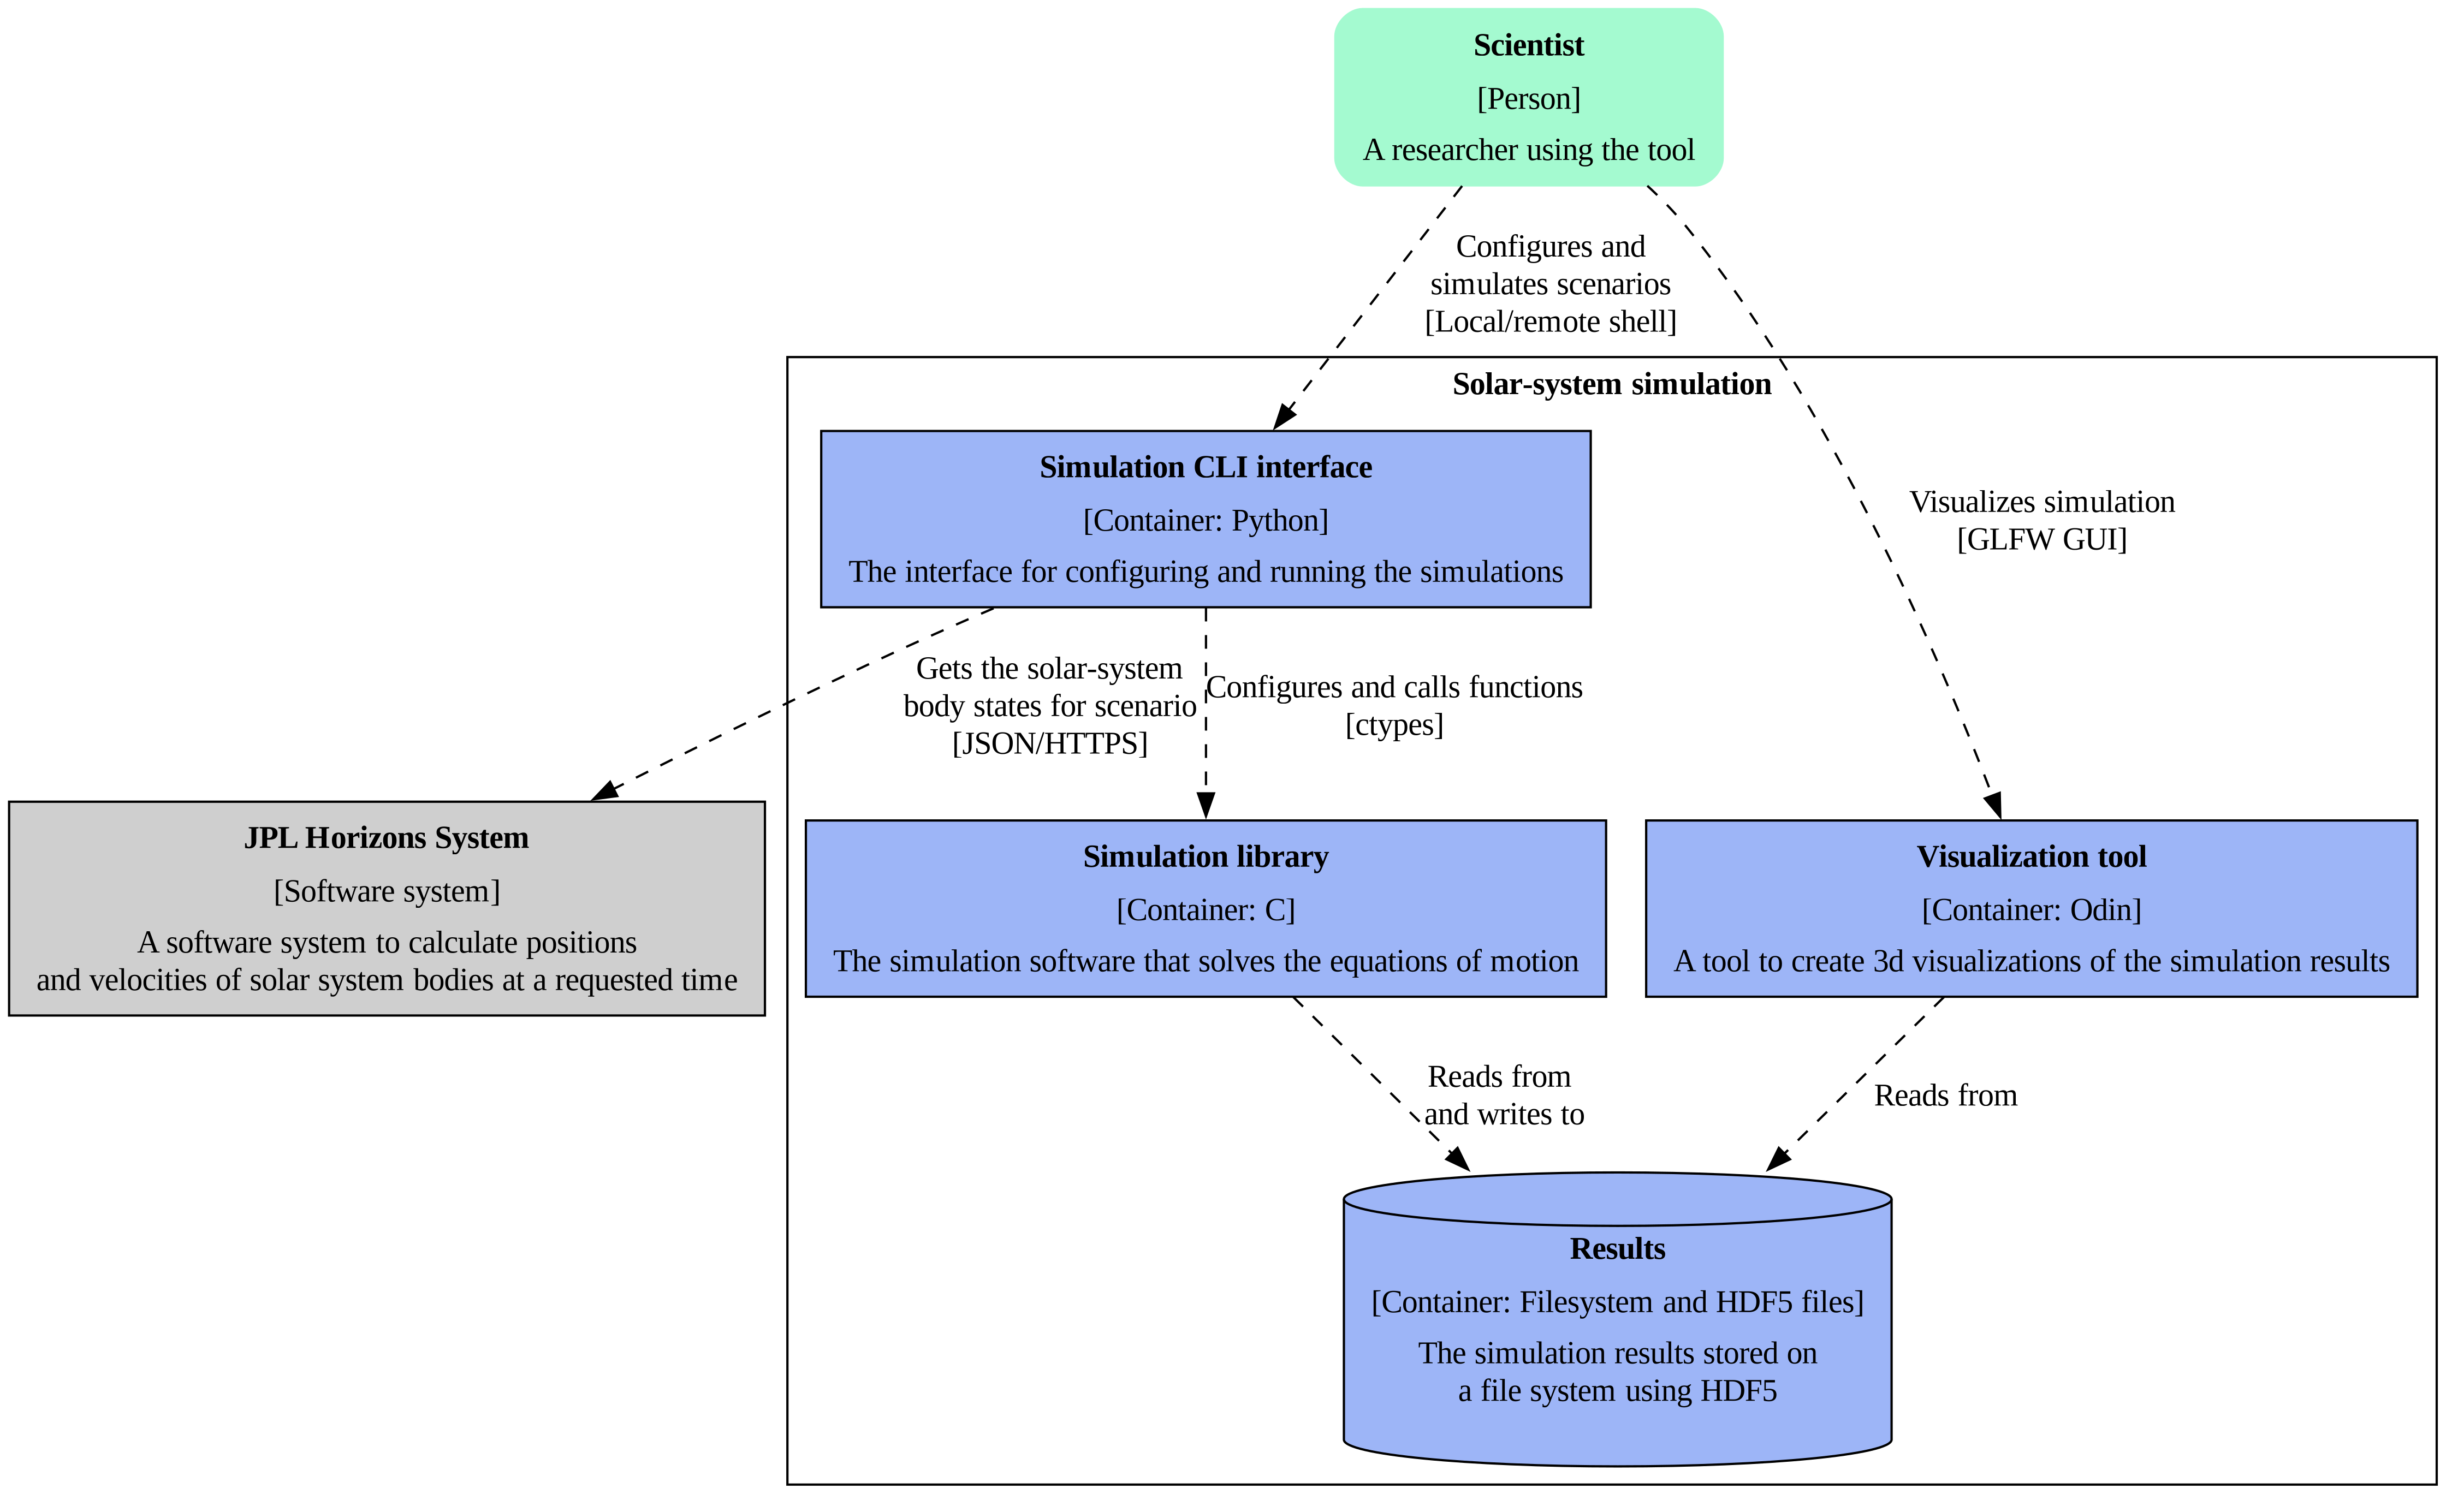 Scientist
[Person]
A researcher using the tool
Configures and
simulates scenarios
[Local/remote shell]
Solar-system simulation
Simulation CLI interface
[Container: Python]
The interface for configuring and running the simulations
Visualizes simulation
[GLFW GUI]
Gets the solar-system
body states for scenario
[JSON/HTTPS]
Configures and calls functions
[ctypes]
JPL Horizons System
[Software system]
A software system to calculate positions
and velocities of solar system bodies at a requested time
Simulation library
[Container: C]
The simulation software that solves the equations of motion
Visualization tool
[Container: Odin]
A tool to create 3d visualizations of the simulation results
Reads from
and writes to
Reads from
Results
[Container: Filesystem and HDF5 files]
The simulation results stored on
a file system using HDF5